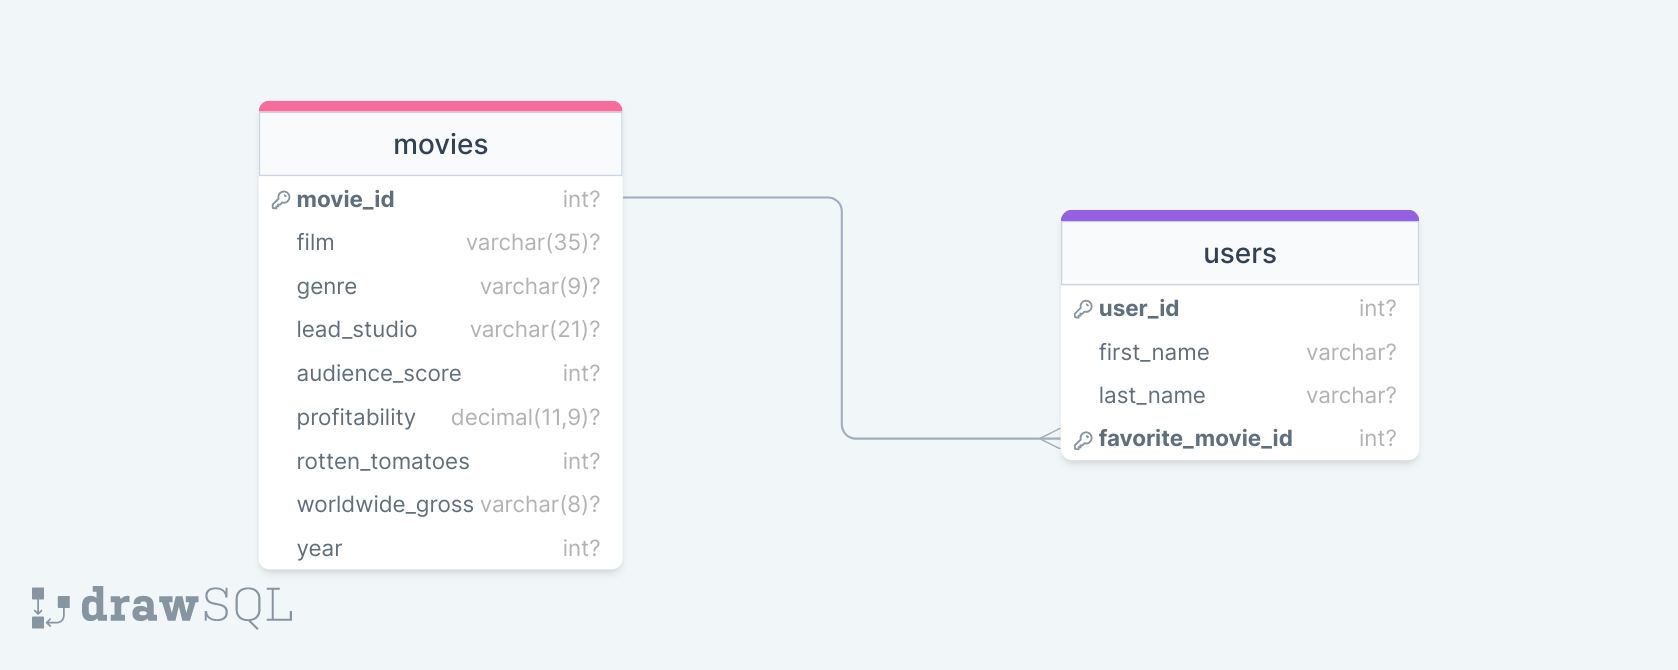 movies
movie_id int?
film varchar(35)?
genre varchar(9)?
lead_studio varchar(21)?
audience_score int?
profitability decimal(11,9)?
rotten_tomatoes int?
worldwide_gross varchar(8)?
year int?
users
user_id int?
first_name varchar?
last_name varchar?
favorite_movie_id int?
drawSQL